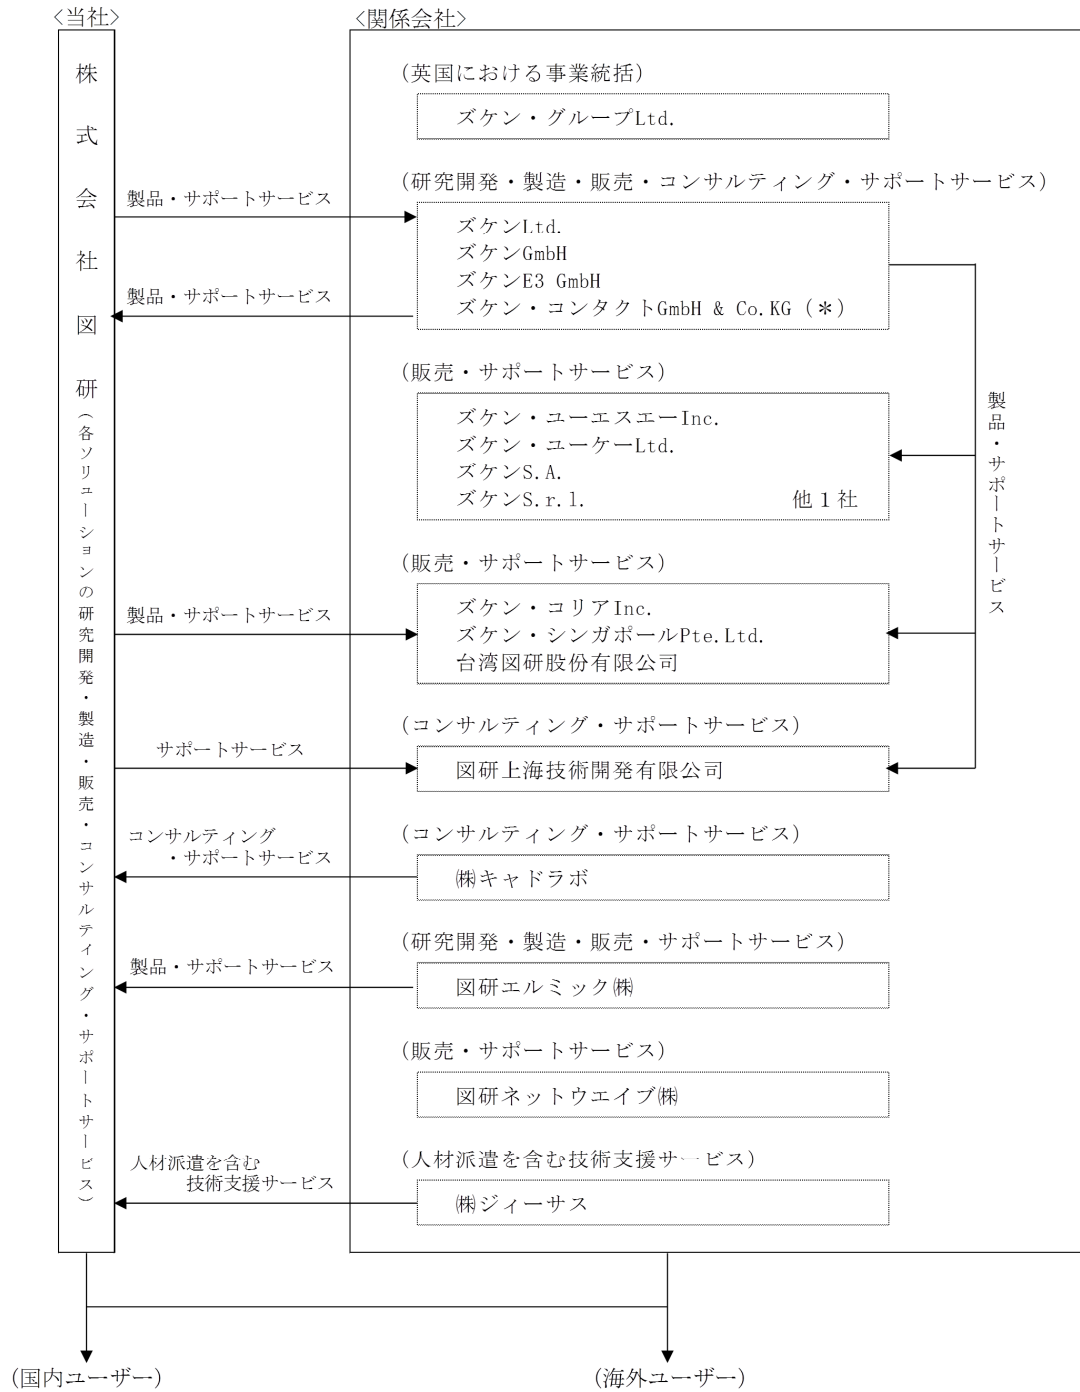 <当社>
<関係会社>
株式会社図研(各ソリューションの研究開発・製造・販売・コンサルティング・サポートサービス)
(英国における事業統括)
ズケン・グループLtd.
(研究開発・製造・販売・コンサルティング・サポートサービス)
製品・サポートサービス
ズケンLtd.
ズケンGmbH
ズケンE3 GmbH
ズケン・コンタクトGmbH & Co.KG (＊)
製品・サポートサービス
製品・サポートサービス
(販売・サポートサービス)
ズケン・ユーエスエーInc.
ズケン・ユーケーLtd.
ズケンS.A.
ズケンS.r.l. 他１社
(販売・サポートサービス)
製品・サポートサービス
ズケン・コリアInc.
ズケン・シンガポールPte.Ltd.
台湾図研股份有限公司
(コンサルティング・サポートサービス)
サポートサービス
図研上海技術開発有限公司
(コンサルティング・サポートサービス)
コンサルティング
・サポートサービス
㈱キャドラボ
(研究開発・製造・販売・サポートサービス)
製品・サポートサービス
図研エルミック㈱
(販売・サポートサービス)
図研ネットウエイブ㈱
(人材派遣を含む技術支援サービス)
人材派遣を含む
技術支援サービス
㈱ジィーサス
(国内ユーザー)
(海外ユーザー)